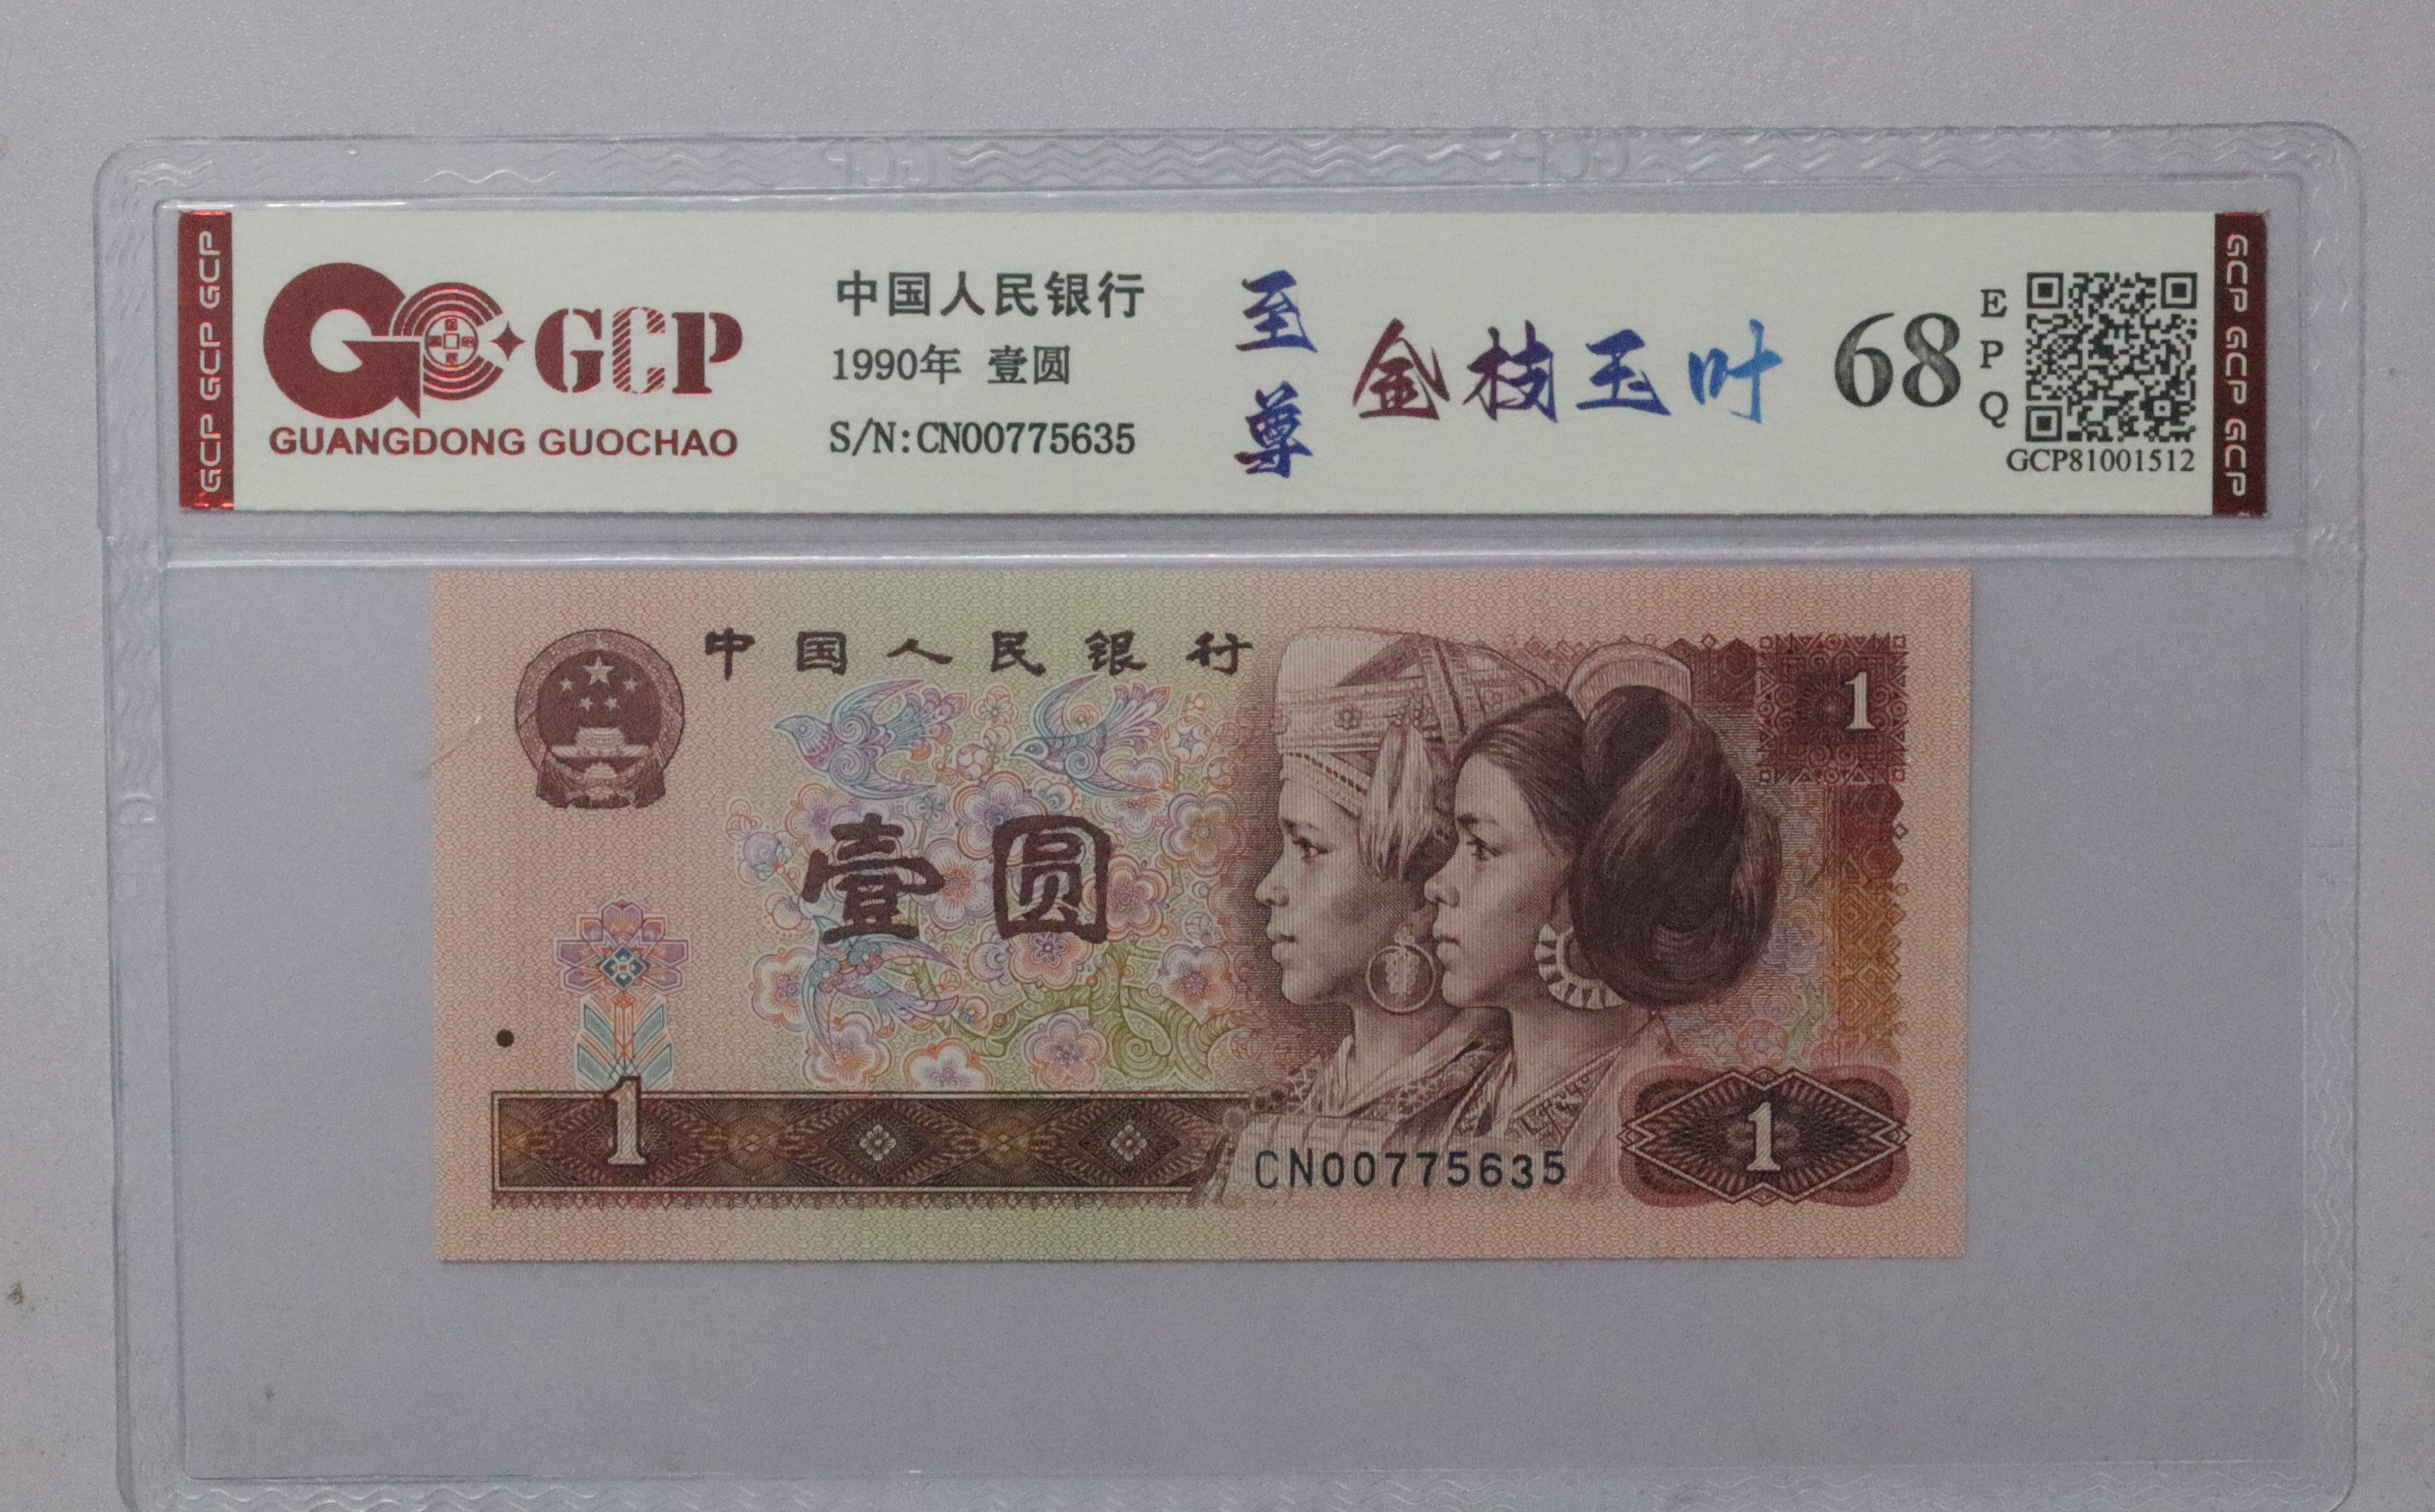 GCP GCP GCP
GCP
GUANGDONG GUOCHAO
中国人民银行
1990年 壹圆
S/N:CN00775635
至尊
金枝玉叶
68
EPQ
GCP81001512
GCP GCP GCP
中国人民银行
1
壹圆
1
1
CN00775635